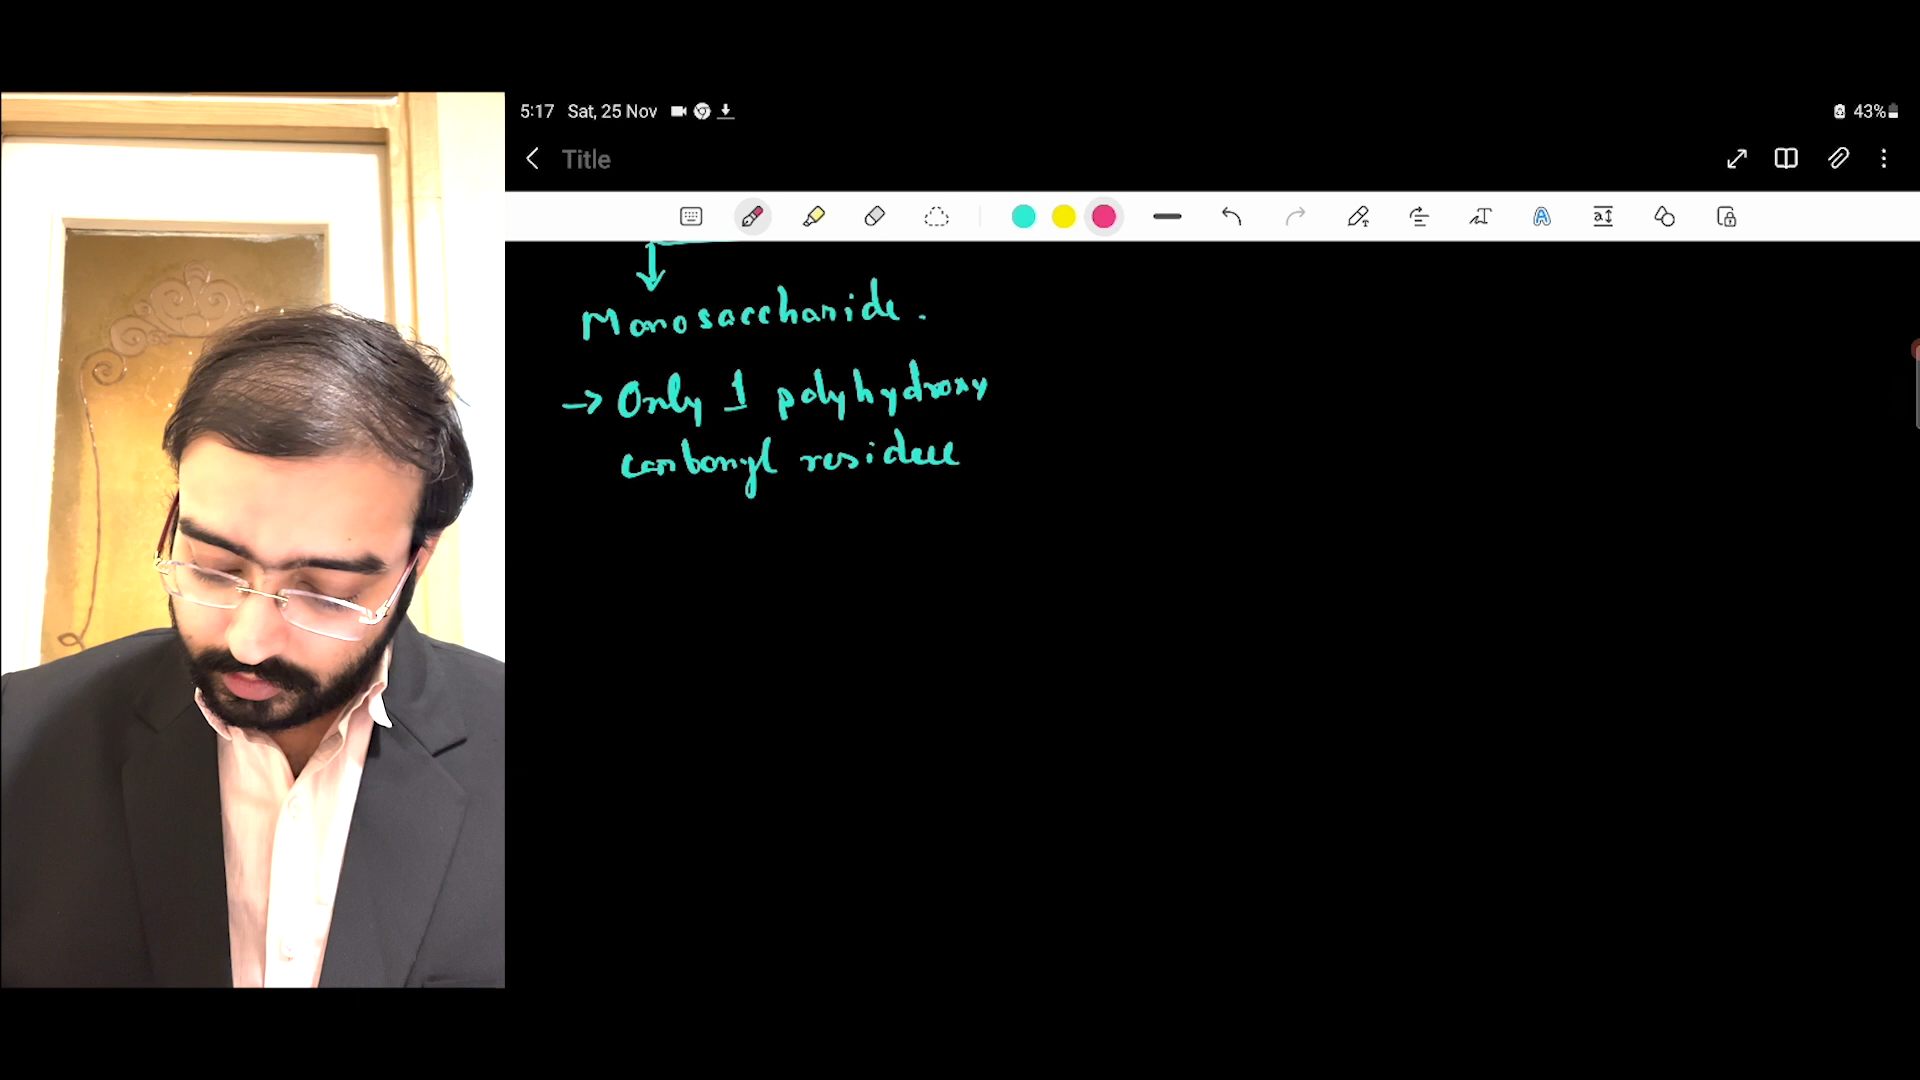 5:17 Sat, 25 Nov 43%
Title
Monosaccharide.
→ Only 1 polyhydroxy
carbonyl residue